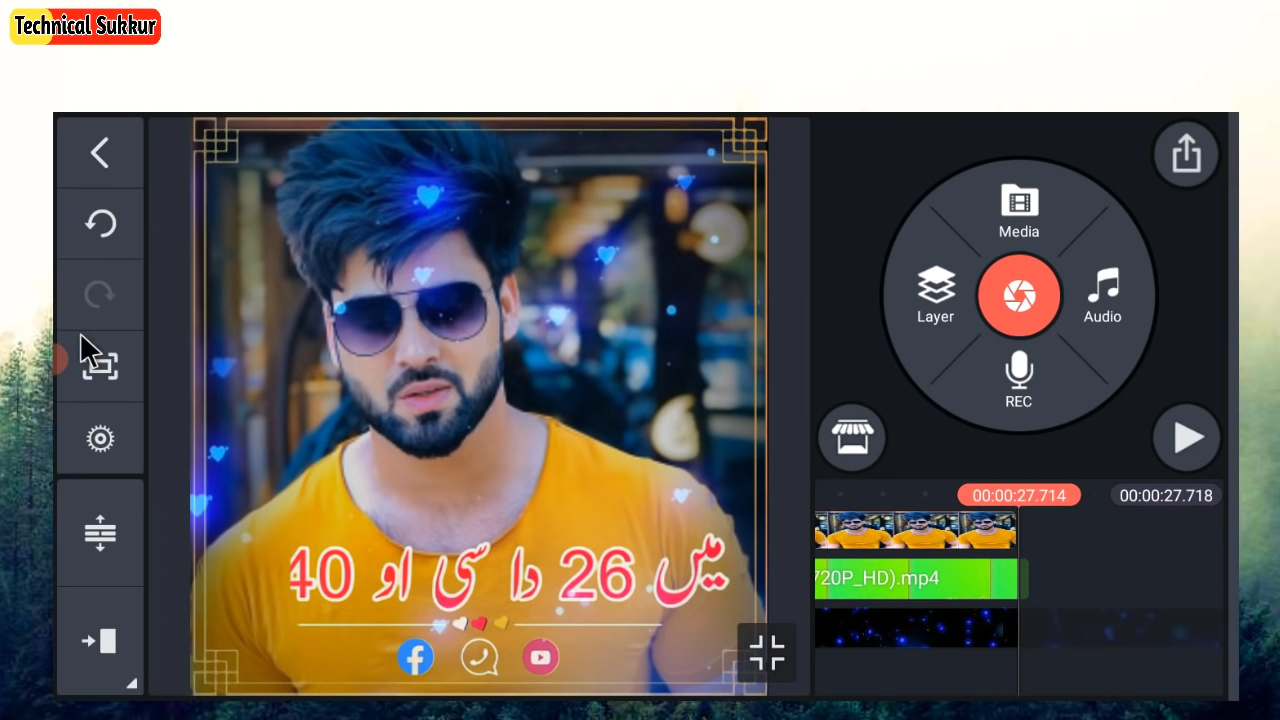 Technical Sukkur
Media
Layer
Audio
REC
00:00:27.714
00:00:27.718
720P_HD).mp4
میں 26 دا سی او 40